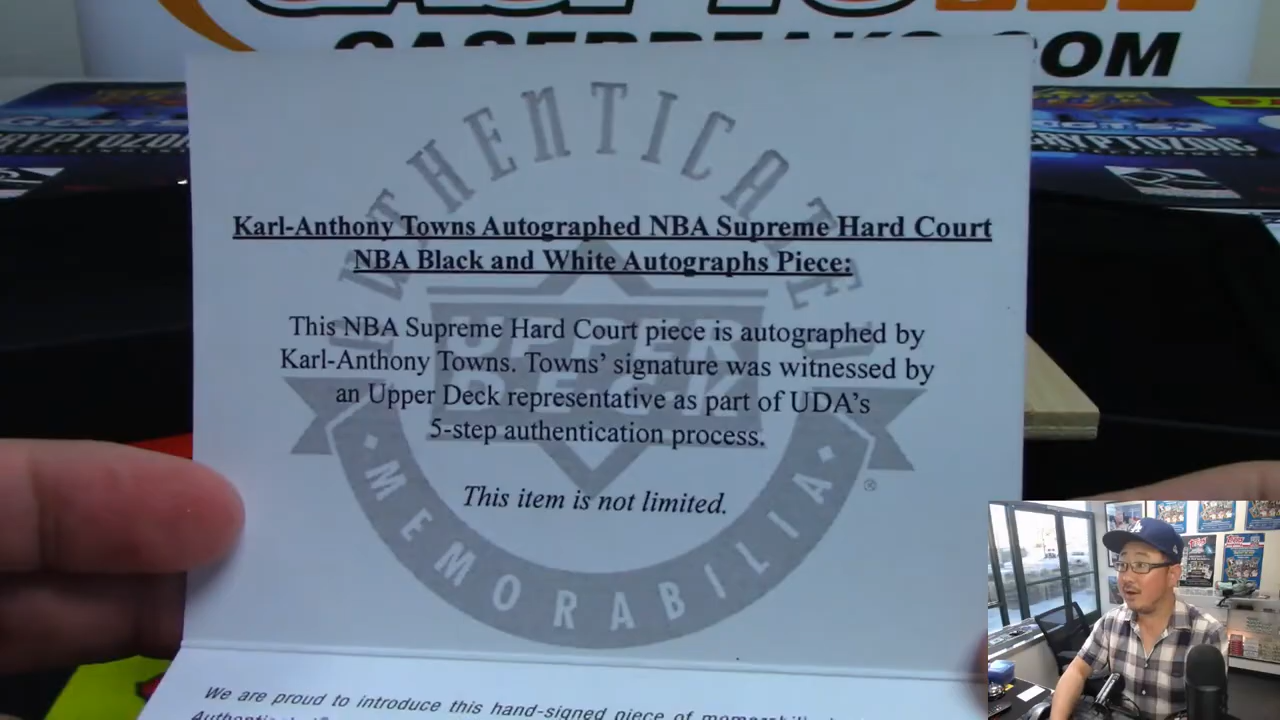 CASEBREAKS.COM
CRYPTOZOIC
CRYPTOZOIC
AUTHENTICATED
Karl-Anthony Towns Autographed NBA Supreme Hard Court
NBA Black and White Autographs Piece:
This NBA Supreme Hard Court piece is autographed by
Karl-Anthony Towns. Towns’ signature was witnessed by
an Upper Deck representative as part of UDA’s
5-step authentication process.
This item is not limited.
UPPER
DECK
MEMORABILIA
®
We are proud to introduce this hand-signed piece of